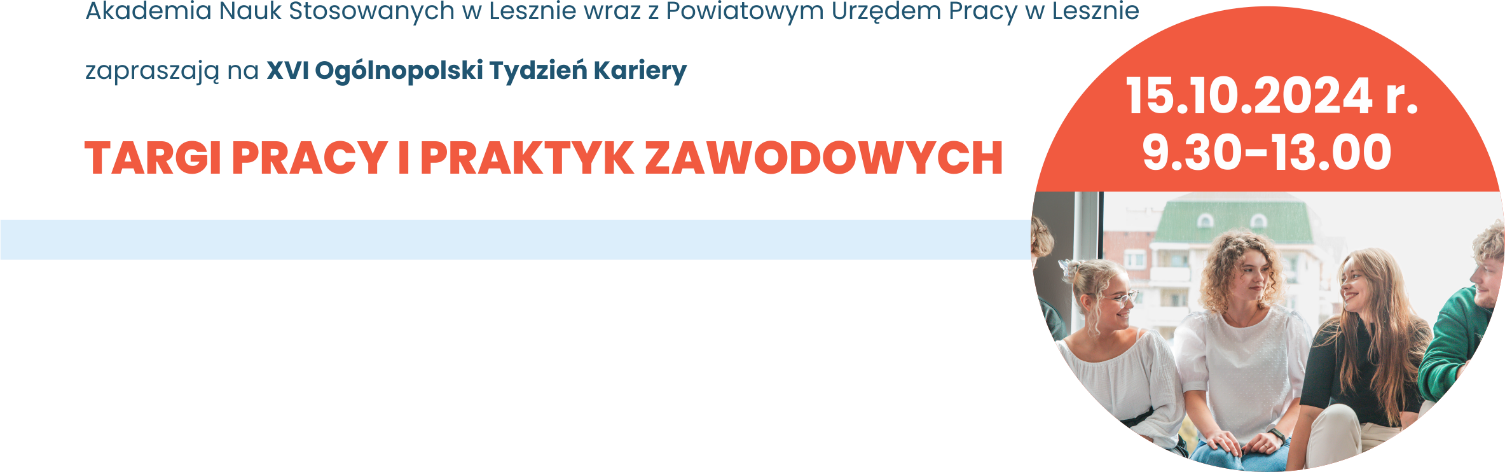 Akademia Nauk Stosowanych w Lesznie wraz z Powiatowym Urzędem Pracy w Lesznie
zapraszają na XVI Ogólnopolski Tydzień Kariery
TARGI PRACY I PRAKTYK ZAWODOWYCH
15.10.2024 r.
9.30-13.00